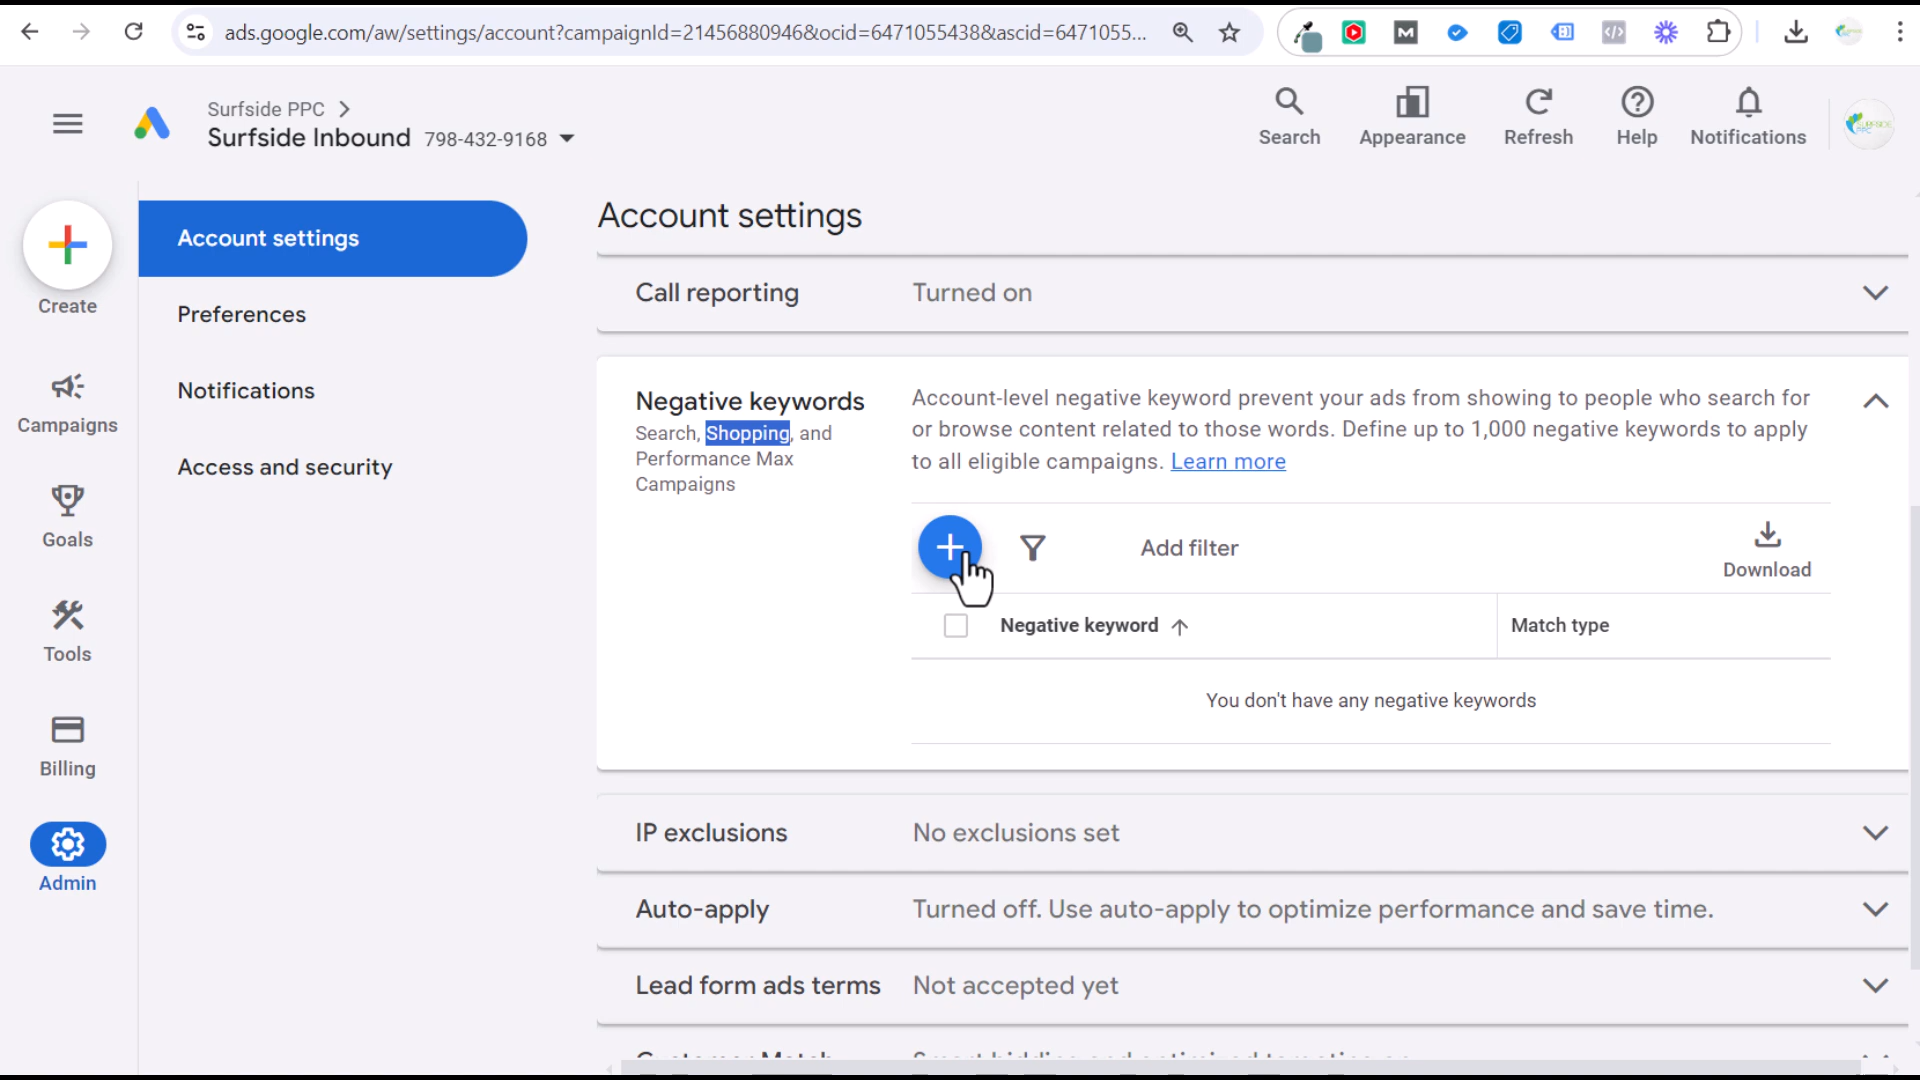 ads.google.com/aw/settings/account?campaignId=21456880946&ocid=6471055438&ascid=6471055...
Surfside PPC
Surfside Inbound 798-432-9168
Search
Appearance
Refresh
Help
Notifications
Create
Campaigns
Goals
Tools
Billing
Admin
Account settings
Preferences
Notifications
Access and security
Account settings
Call reporting Turned on
Negative keywords
Search, Shopping, and
Performance Max
Campaigns
Account-level negative keyword prevent your ads from showing to people who search for
or browse content related to those words. Define up to 1,000 negative keywords to apply
to all eligible campaigns. Learn more
Add filter
Download
Negative keyword Match type
You don't have any negative keywords
IP exclusions No exclusions set
Auto-apply Turned off. Use auto-apply to optimize performance and save time.
Lead form ads terms Not accepted yet